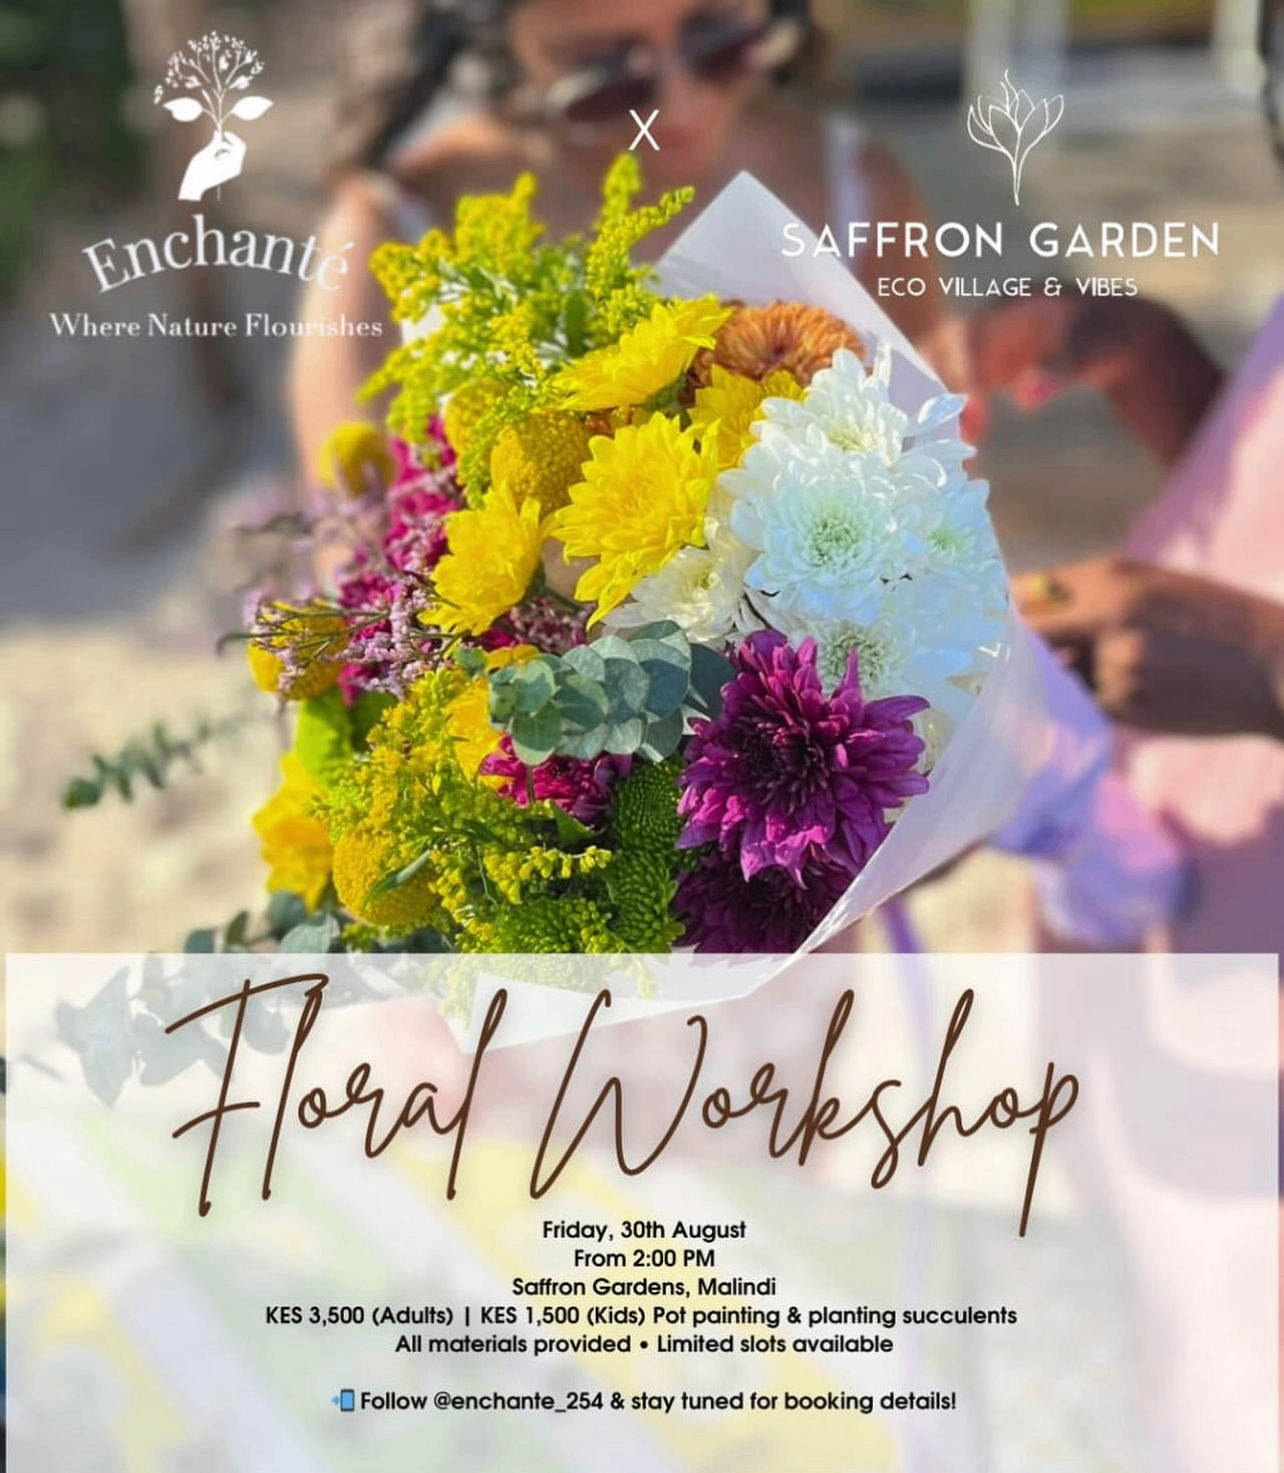 Enchanté
Where Nature Flourishes
X
SAFFRON GARDEN
ECO VILLAGE & VIBES
Floral Workshop
Friday, 30th August
From 2:00 PM
Saffron Gardens, Malindi
KES 3,500 (Adults) | KES 1,500 (Kids) Pot painting & planting succulents
All materials provided • Limited slots available
📲 Follow @enchante_254 & stay tuned for booking details!